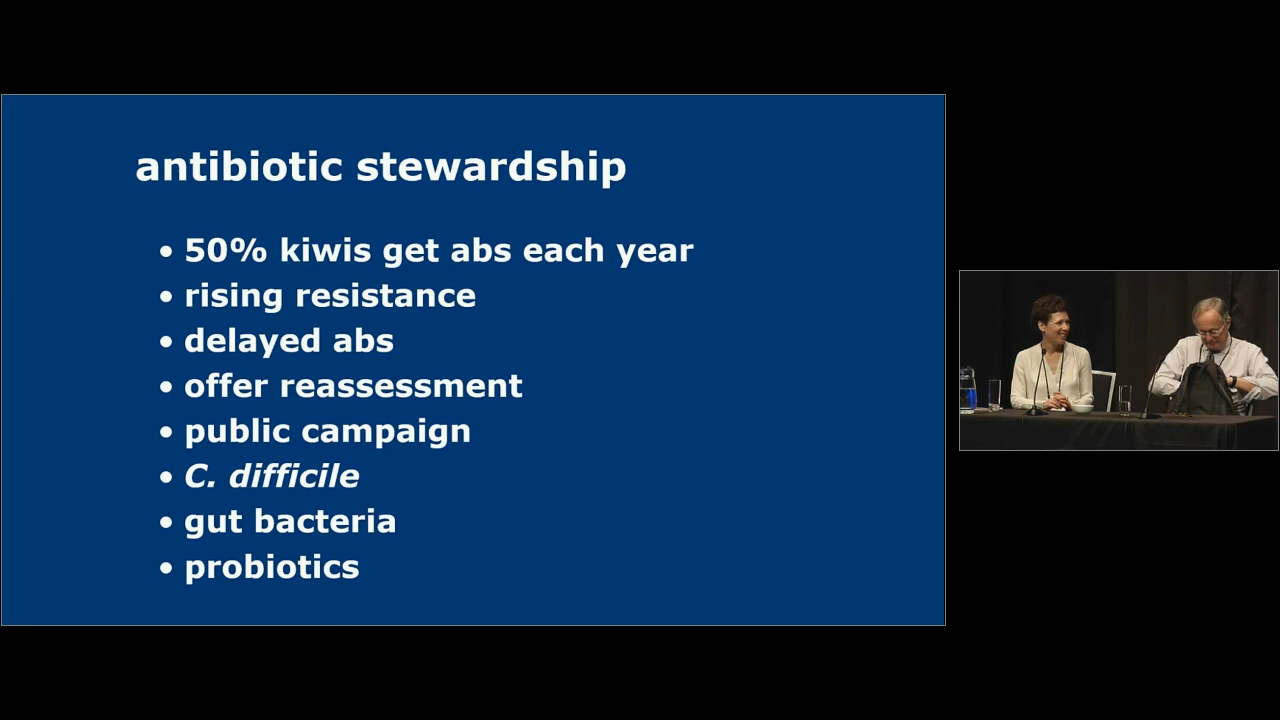 antibiotic stewardship
• 50% kiwis get abs each year
• rising resistance
• delayed abs
• offer reassessment
• public campaign
• C. difficile
• gut bacteria
• probiotics